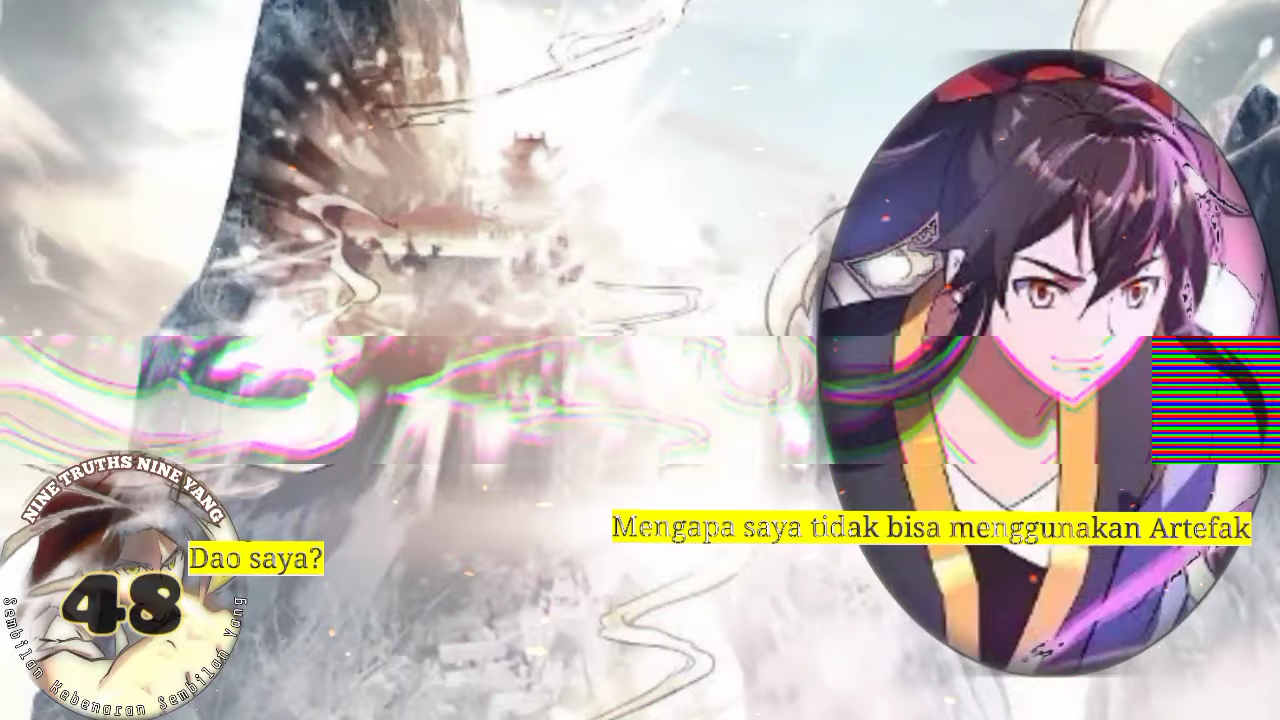 Mengapa saya tidak bisa menggunakan Artefak
Dao saya?
NINE TRUTHS NINE YANG
48
Sembilan Kebenaran Sembilan Yang